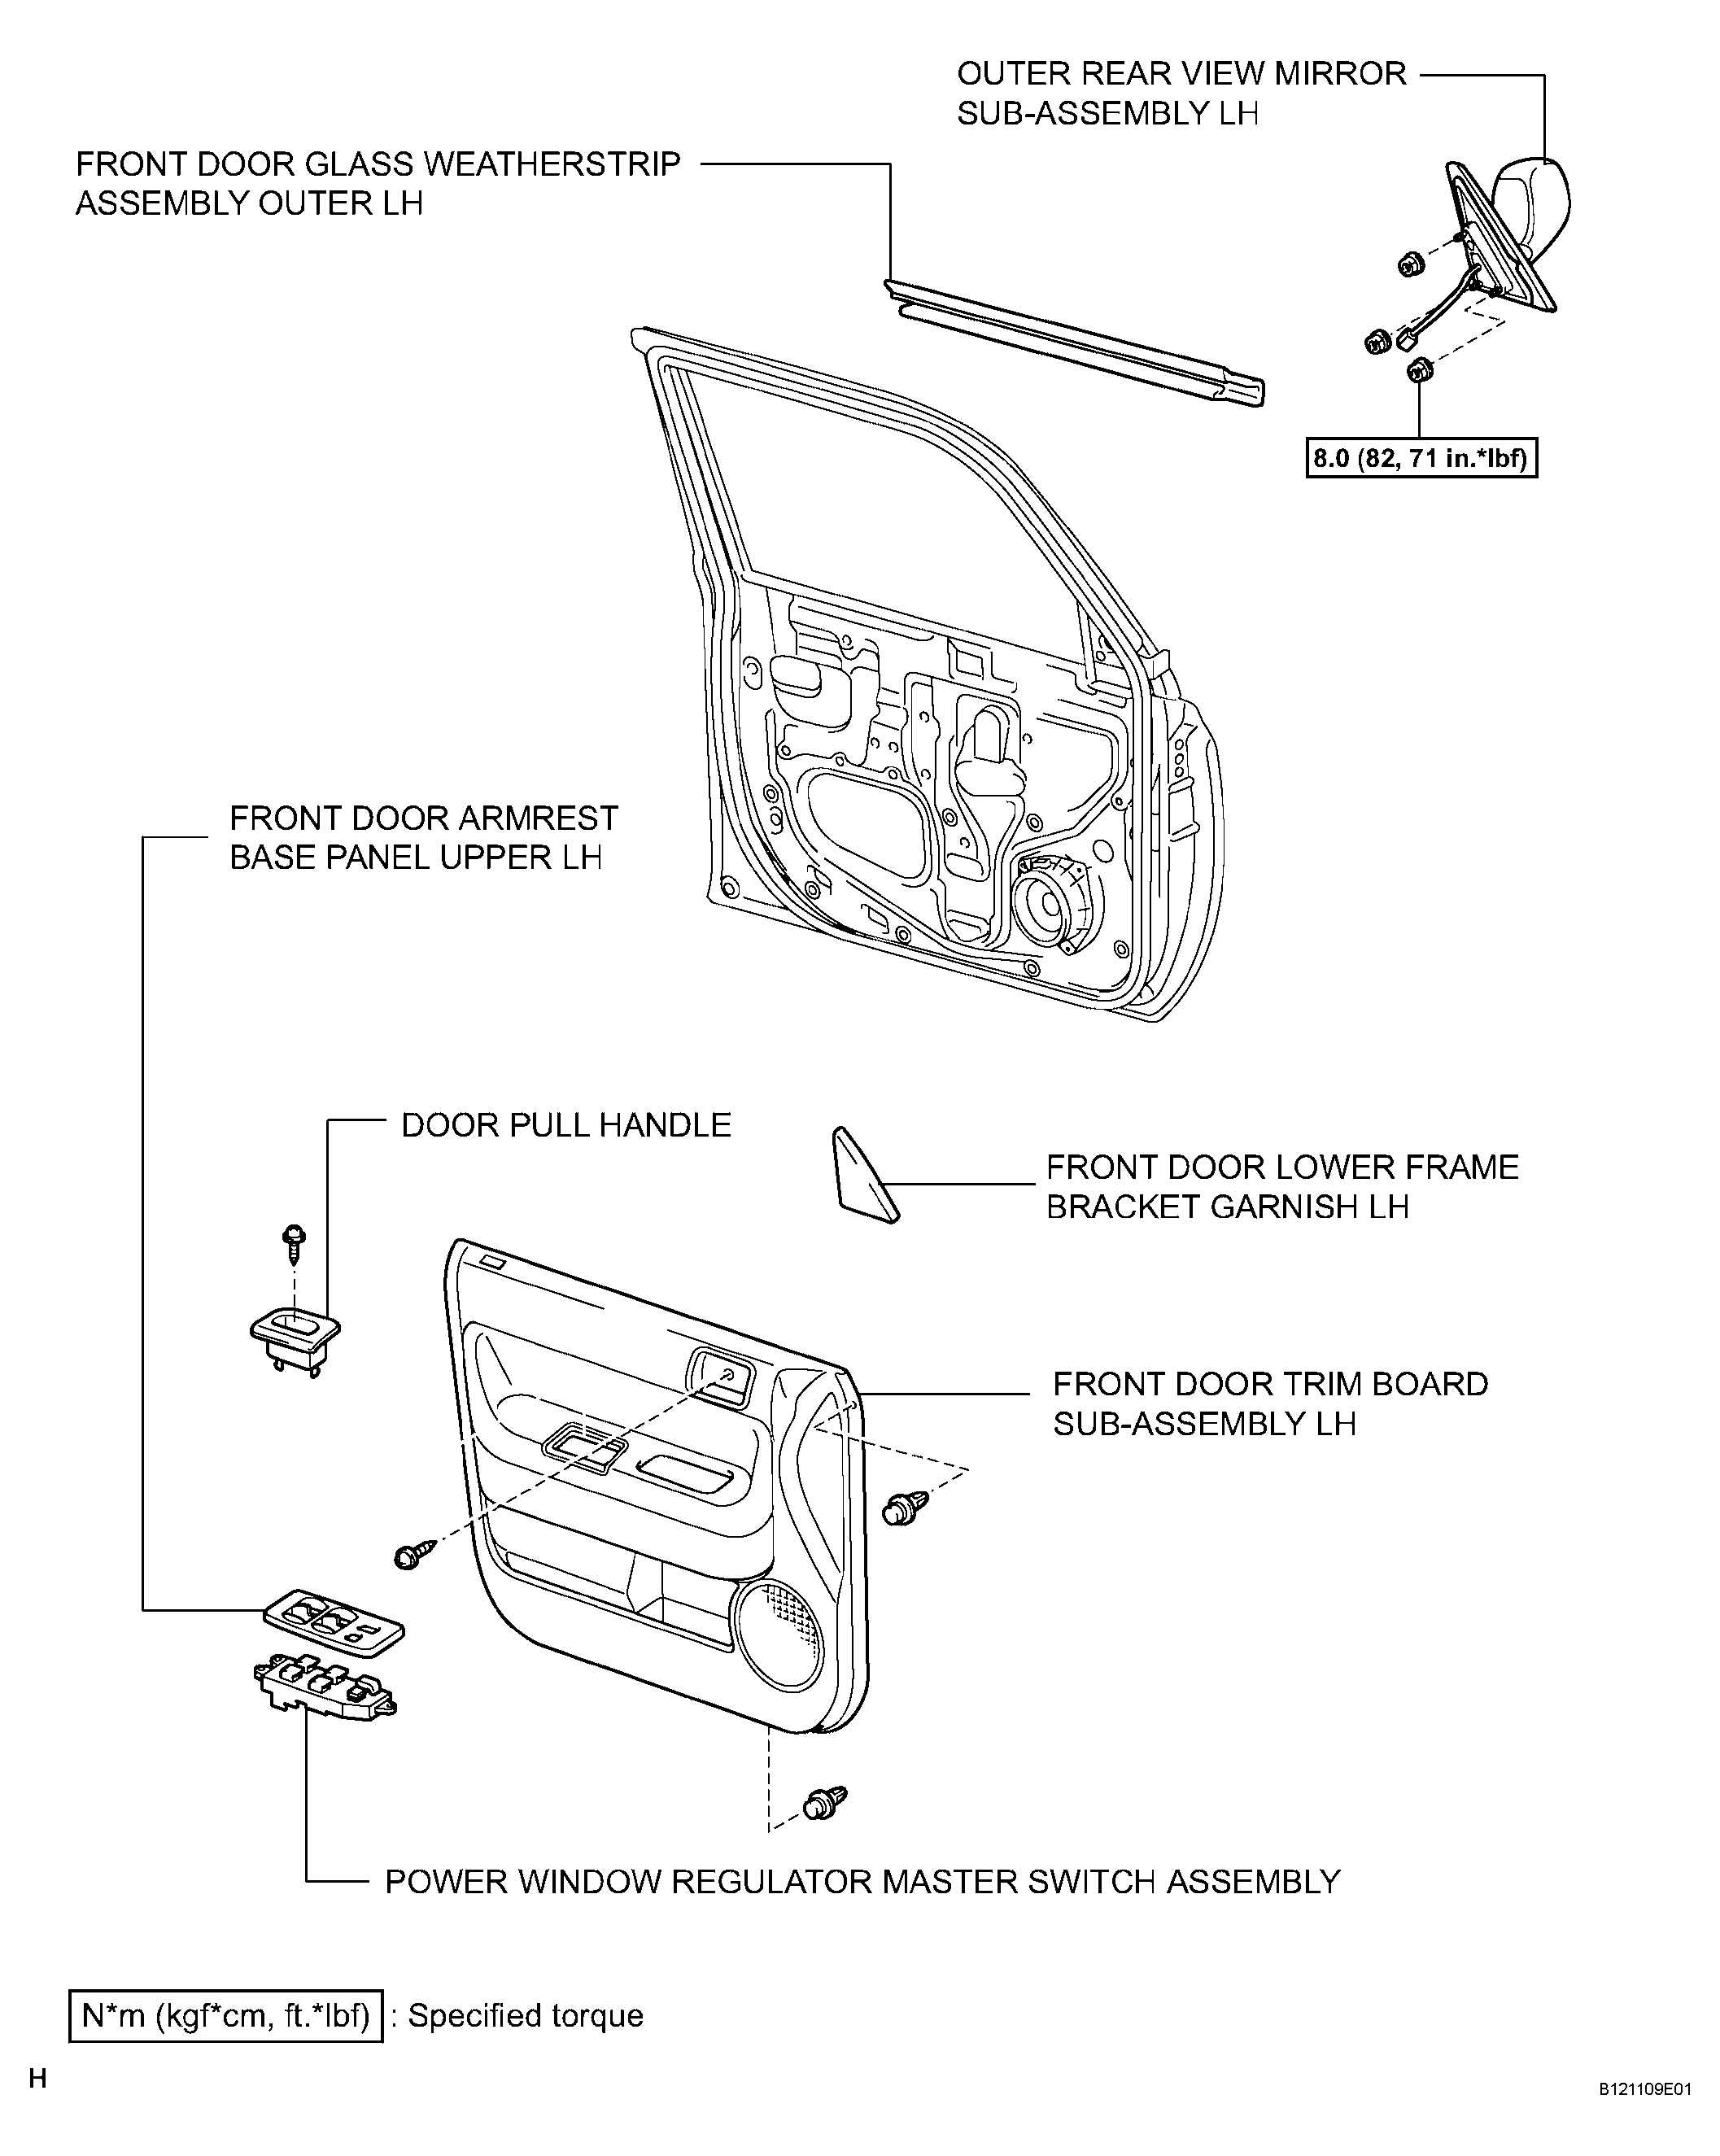 OUTER REAR VIEW MIRROR
SUB-ASSEMBLY LH
FRONT DOOR GLASS WEATHERSTRIP
ASSEMBLY OUTER LH
8.0 (82, 71 in.*lbf)
FRONT DOOR ARMREST
BASE PANEL UPPER LH
DOOR PULL HANDLE
FRONT DOOR LOWER FRAME
BRACKET GARNISH LH
FRONT DOOR TRIM BOARD
SUB-ASSEMBLY LH
POWER WINDOW REGULATOR MASTER SWITCH ASSEMBLY
N*m (kgf*cm, ft.*lbf) : Specified torque
H
B121109E01